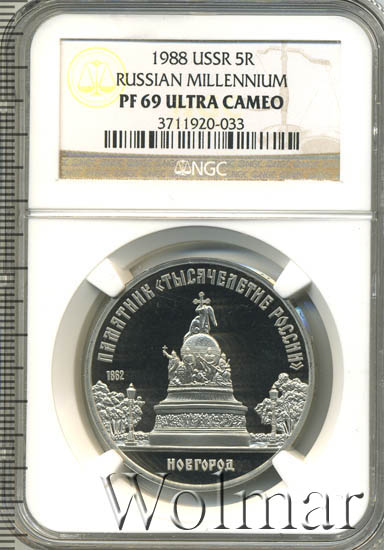 1988 USSR 5R
RUSSIAN MILLENNIUM
PF 69 ULTRA CAMEO
3711920-033
NGC
ПАМЯТНИК «ТЫСЯЧЕЛЕТИЕ РОССИИ»
1862
НОВГОРОД
Wolmar